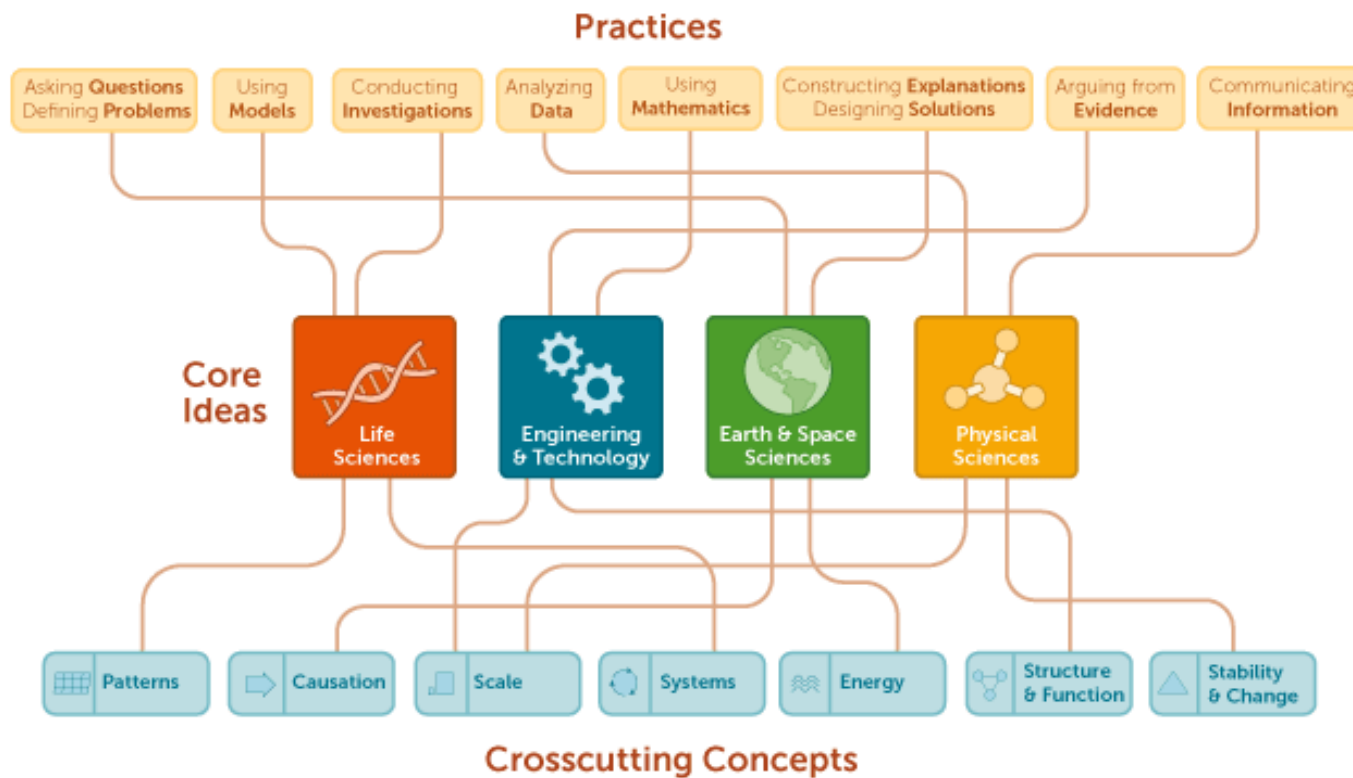 Practices
Asking Questions
Defining Problems
Using
Models
Conducting
Investigations
Analyzing
Data
Using
Mathematics
Constructing Explanations
Designing Solutions
Arguing from
Evidence
Communicating
Information
Core
Ideas
Life
Sciences
Engineering
& Technology
Earth & Space
Sciences
Physical
Sciences
Patterns
Causation
Scale
Systems
Energy
Structure
& Function
Stability
& Change
Crosscutting Concepts